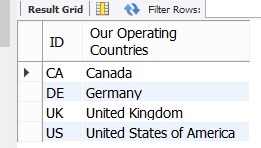 Result Grid Filter Rows:
ID Our Operating
Countries
CA Canada
DE Germany
UK United Kingdom
US United States of America